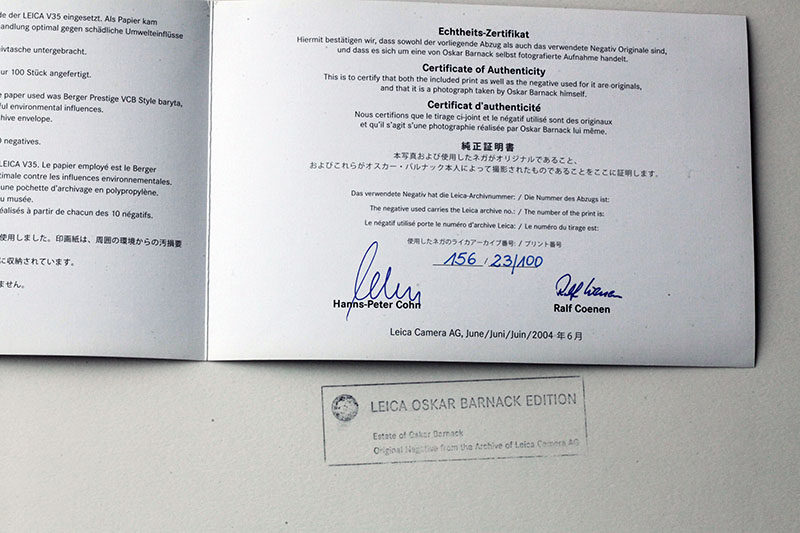 de der LEICA V35 eingesetzt. Als Papier kam
andlung optimal gegen schädliche Umwelteinflüsse
ivtasche untergebracht.
ur 100 Stück angefertigt.
e paper used was Berger Prestige VCB Style baryta,
ful environmental influences.
hive envelope.
0 negatives.
LEICA V35. Le papier employé est le Berger
timale contre les influences environnementales.
une pochette d'archivage en polypropylène.
u musée.
éalisés à partir de chacun des 10 négatifs.
使用しました。印画紙は、周囲の環境からの汚損要
に収納されています。
ません。
Echtheits-Zertifikat
Hiermit bestätigen wir, dass sowohl der vorliegende Abzug als auch das verwendete Negativ Originale sind,
und dass es sich um eine von Oskar Barnack selbst fotografierte Aufnahme handelt.
Certificate of Authenticity
This is to certify that both the included print as well as the negative used for it are originals,
and that it is a photograph taken by Oskar Barnack himself.
Certificat d'authenticité
Nous certifions que le tirage ci-joint et le négatif utilisé sont des originaux
et qu'il s'agit s'une photographie réalisée par Oskar Barnack lui même.
純正証明書
本写真および使用したネガがオリジナルであること、
およびこれらがオスカー・バルナック本人によって撮影されたものであることをここに証明します。
Das verwendete Negativ hat die Leica-Archivnummer: / Die Nummer des Abzugs ist:
The negative used carries the Leica archive no.: / The number of the print is:
Le négatif utilisé porte le numéro d'archive Leica: / Le numéro du tirage est:
使用したネガのライカアーカイブ番号: / プリント番号
156 / 23/100
Hanns-Peter Cohn
Ralf Coenen
Ralf Coenen
Leica Camera AG, June/Juni/Juin/2004 年 6 月
LEICA OSKAR BARNACK EDITION
Estate of Oskar Barnack
Original Negative from the Archive of Leica Camera AG